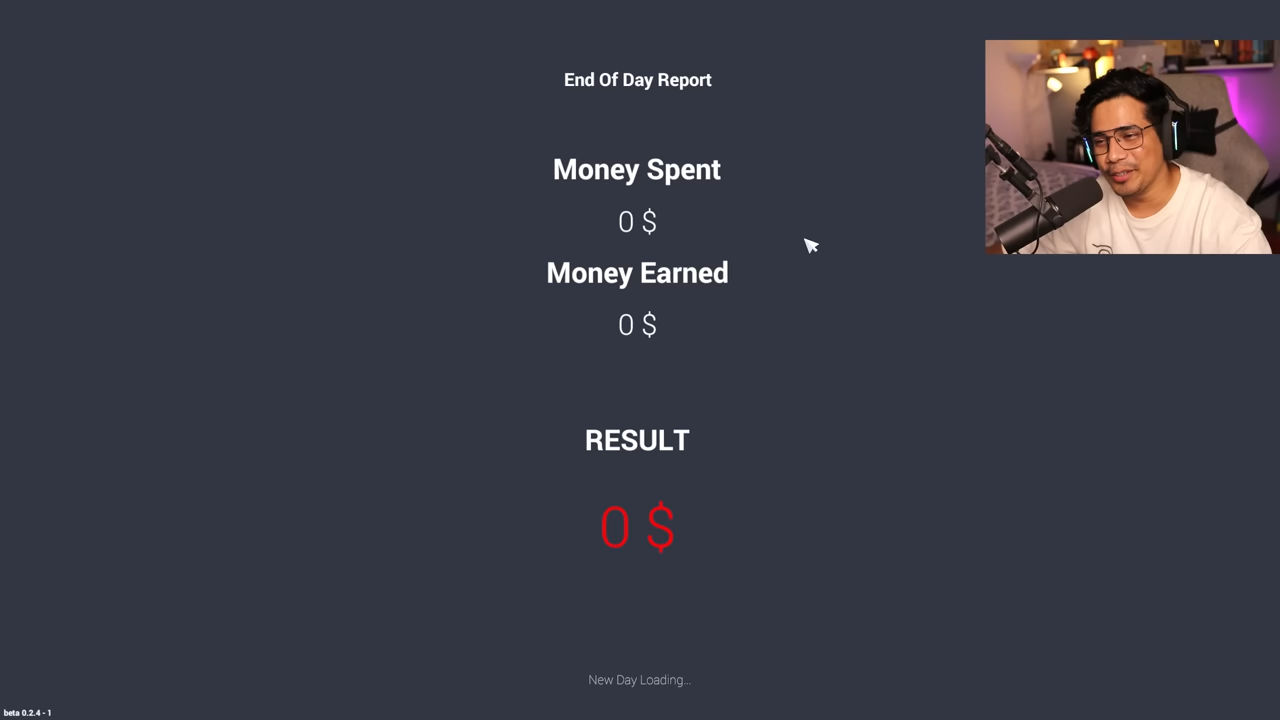 End Of Day Report
Money Spent
0 $
Money Earned
0 $
RESULT
0 $
New Day Loading...
beta 0.2.4 - 1